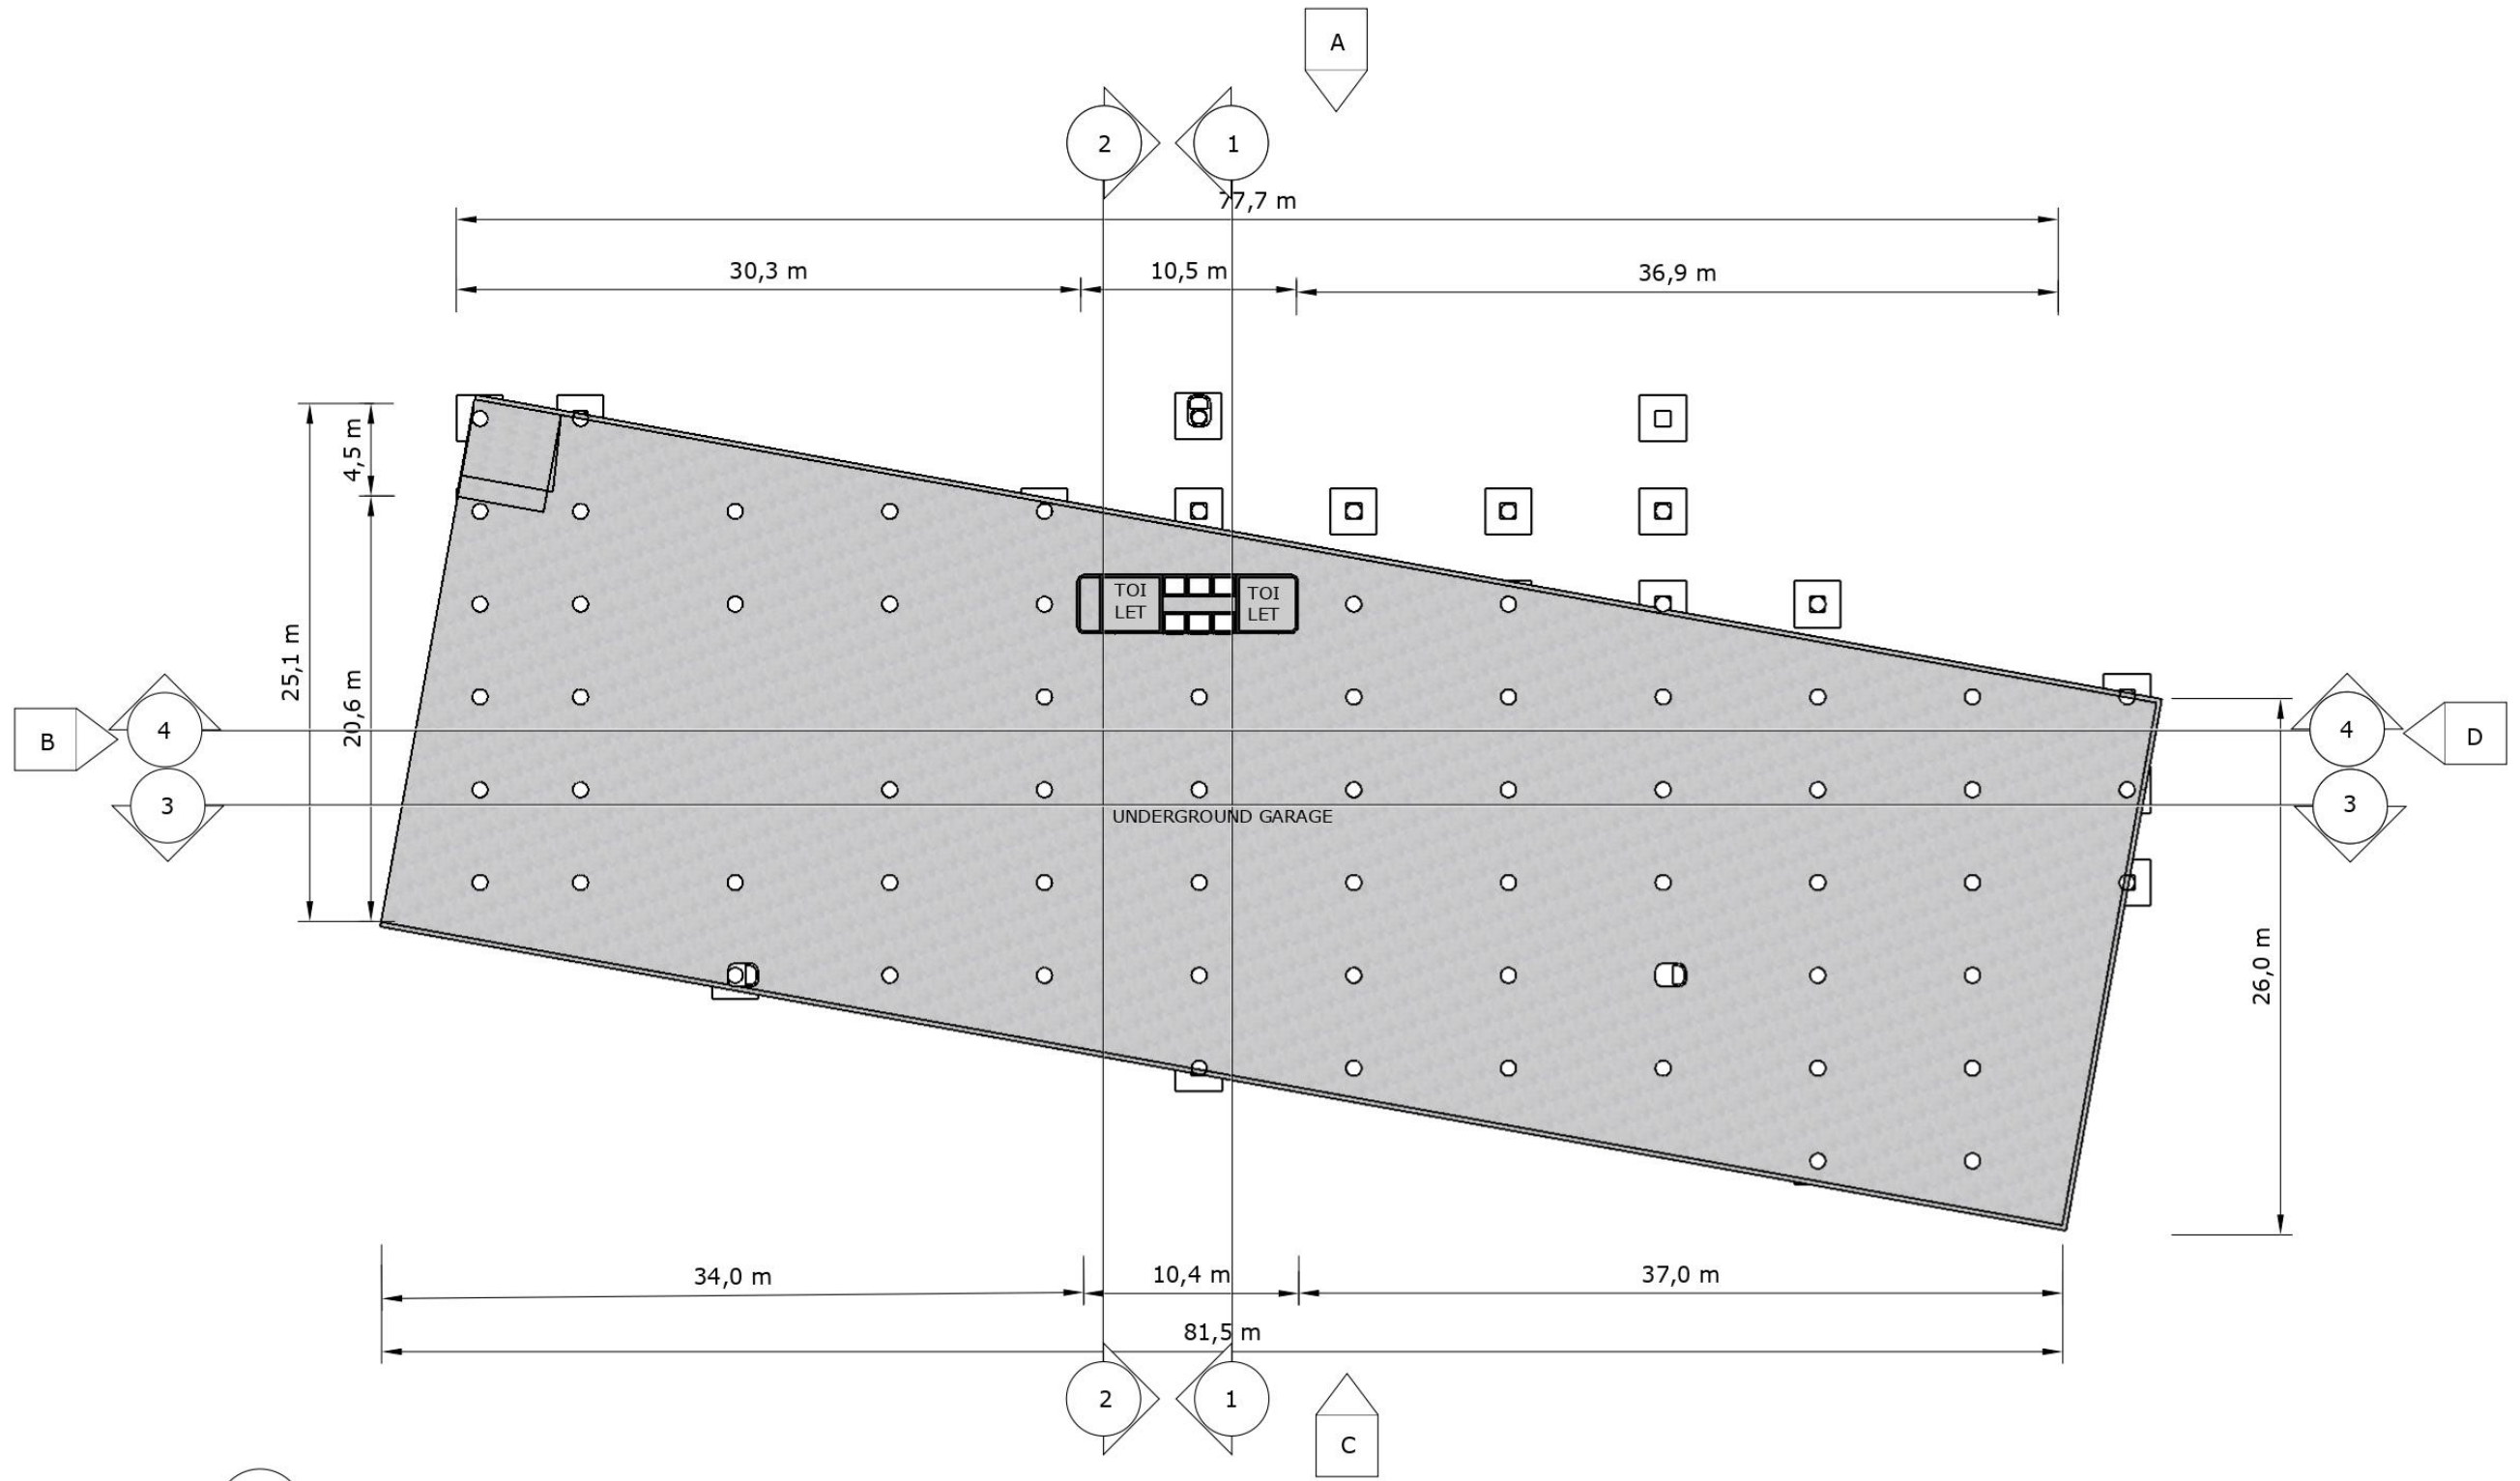 A
2
1
77,7 m
30,3 m
10,5 m
36,9 m
4,5 m
25,1 m
20,6 m
TOI
LET
TOI
LET
B
4
3
4
D
3
UNDERGROUND GARAGE
26,0 m
34,0 m
10,4 m
37,0 m
81,5 m
2
1
C